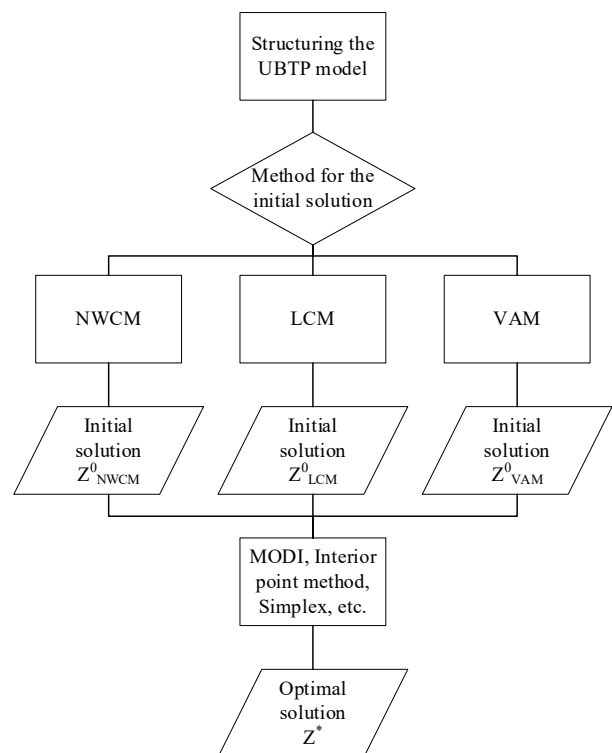 Structuring the
UBTP model
Method for the
initial solution
NWCM
LCM
VAM
Initial
solution
Z⁰NWCM
Initial
solution
Z⁰LCM
Initial
solution
Z⁰VAM
MODI, Interior
point method,
Simplex, etc.
Optimal
solution
Z*